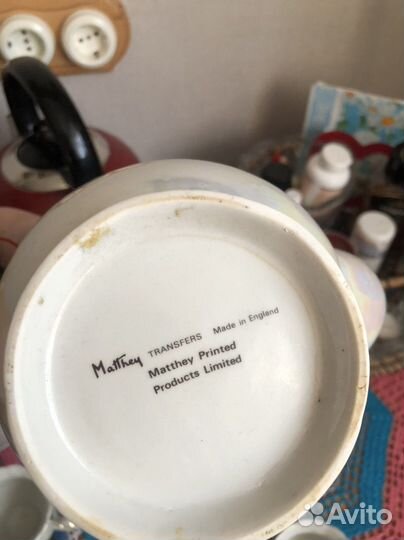 Matthey TRANSFERS Made in England
Matthey Printed
Products Limited
Avito